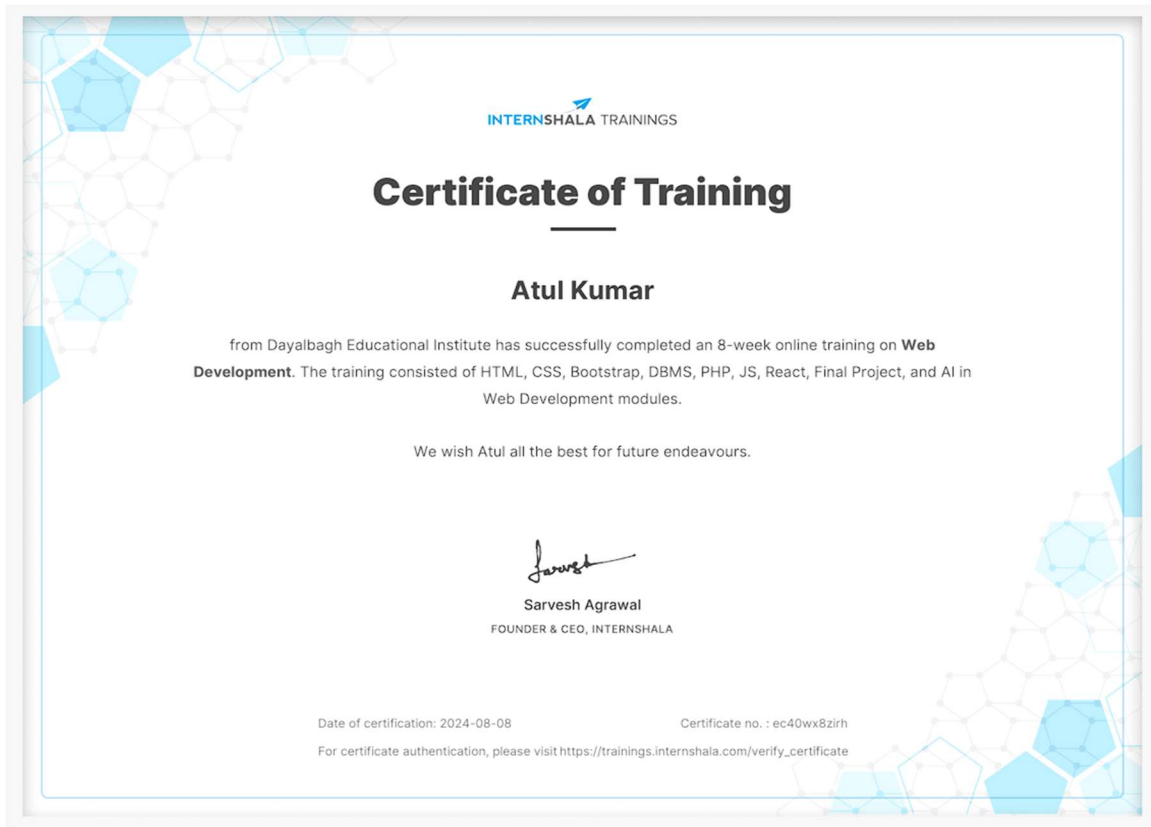 INTERNSHALA TRAININGS
Certificate of Training
Atul Kumar
from Dayalbagh Educational Institute has successfully completed an 8-week online training on Web
Development. The training consisted of HTML, CSS, Bootstrap, DBMS, PHP, JS, React, Final Project, and AI in
Web Development modules.
We wish Atul all the best for future endeavours.
Sarvesh
Sarvesh Agrawal
FOUNDER & CEO, INTERNSHALA
Date of certification: 2024-08-08 Certificate no. : ec40wx8zirh
For certificate authentication, please visit https://trainings.internshala.com/verify_certificate